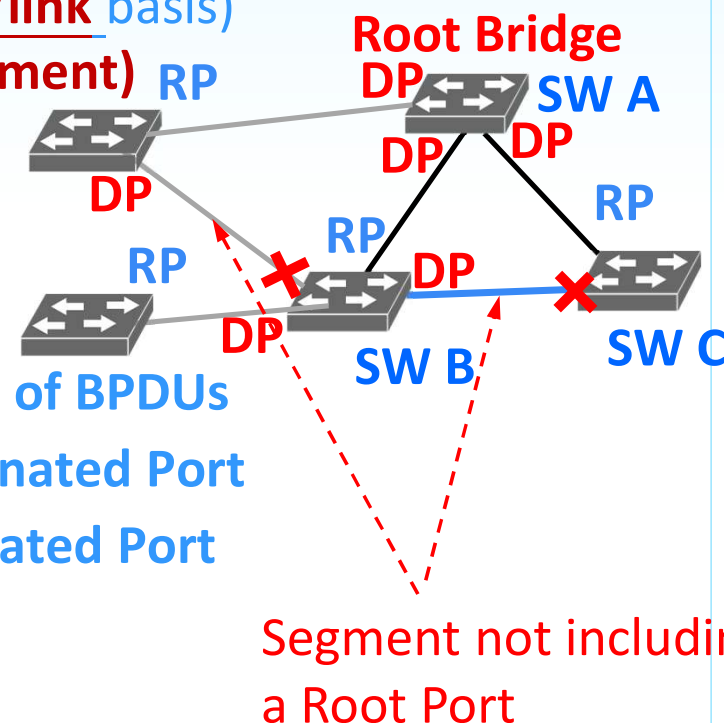 link basis)
ment)
RP
Root Bridge
DP
SW A
DP
DP
DP
RP
RP
RP
DP
DP
SW B
SW C
of BPDUs
nated Port
ated Port
Segment not includin
a Root Port